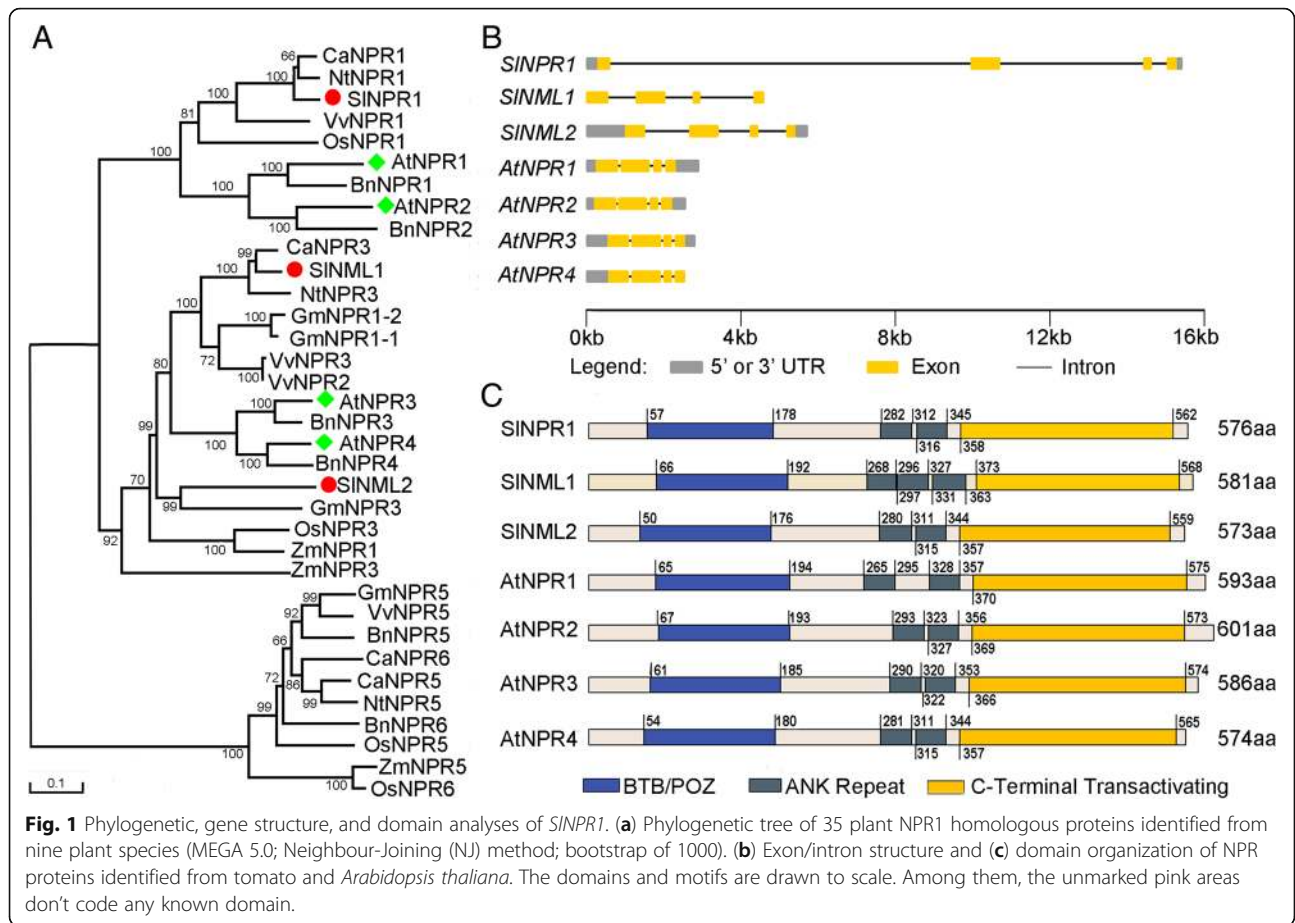 A
CaNPR1
NtNPR1
SlNPR1
VvNPR1
OsNPR1
AtNPR1
BnNPR1
AtNPR2
BnNPR2
CaNPR3
SlNML1
NtNPR3
GmNPR1-2
GmNPR1-1
VvNPR3
VvNPR2
AtNPR3
BnNPR3
AtNPR4
BnNPR4
SlNML2
GmNPR3
OsNPR3
ZmNPR1
ZmNPR3
GmNPR5
VvNPR5
BnNPR5
CaNPR6
CaNPR5
NtNPR5
BnNPR6
OsNPR5
ZmNPR5
OsNPR6
66
100
100
81
100
100
100
100
99
100
100
100
72
100
80
100
100
100
99
70
99
92
100
99
92
66
72
86
99
99
100
100
0.1
B
SlNPR1
SlNML1
SlNML2
AtNPR1
AtNPR2
AtNPR3
AtNPR4
0kb 4kb 8kb 12kb 16kb
Legend: 5' or 3' UTR Exon Intron
C
57 178 282 312 345 562
SlNPR1 576aa
316 358
66 192 268 296 327 373 568
SlNML1 581aa
297 331 363
50 176 280 311 344 559
SlNML2 573aa
315 357
65 194 265 295 328 357 575
AtNPR1 593aa
370
67 193 293 323 356 573
AtNPR2 601aa
327 369
61 185 290 320 353 574
AtNPR3 586aa
322 366
54 180 281 311 344 565
AtNPR4 574aa
315 357
BTB/POZ ANK Repeat C-Terminal Transactivating
Fig. 1 Phylogenetic, gene structure, and domain analyses of SlNPR1. (a) Phylogenetic tree of 35 plant NPR1 homologous proteins identified from
nine plant species (MEGA 5.0; Neighbour-Joining (NJ) method; bootstrap of 1000). (b) Exon/intron structure and (c) domain organization of NPR
proteins identified from tomato and Arabidopsis thaliana. The domains and motifs are drawn to scale. Among them, the unmarked pink areas
don't code any known domain.